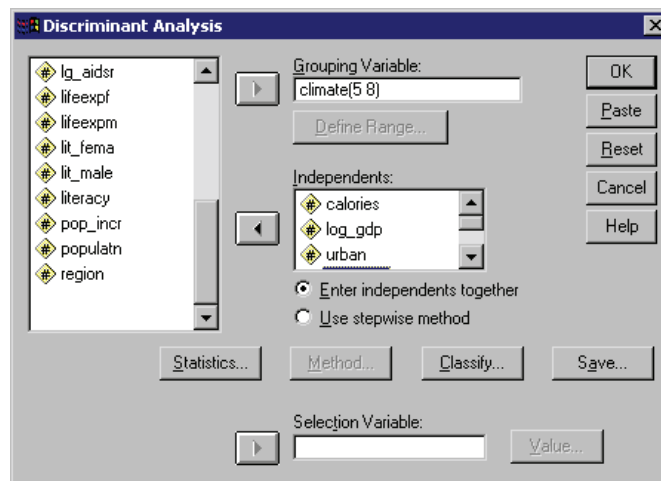 Discriminant Analysis
lg_aidsr
lifeexpf
lifeexpm
lit_fema
lit_male
literacy
pop_incr
populatn
region
Grouping Variable:
climate(5 8)
Define Range...
Independents:
calories
log_gdp
urban
Enter independents together
Use stepwise method
OK
Paste
Reset
Cancel
Help
Statistics...
Method...
Classify...
Save...
Selection Variable:
Value...